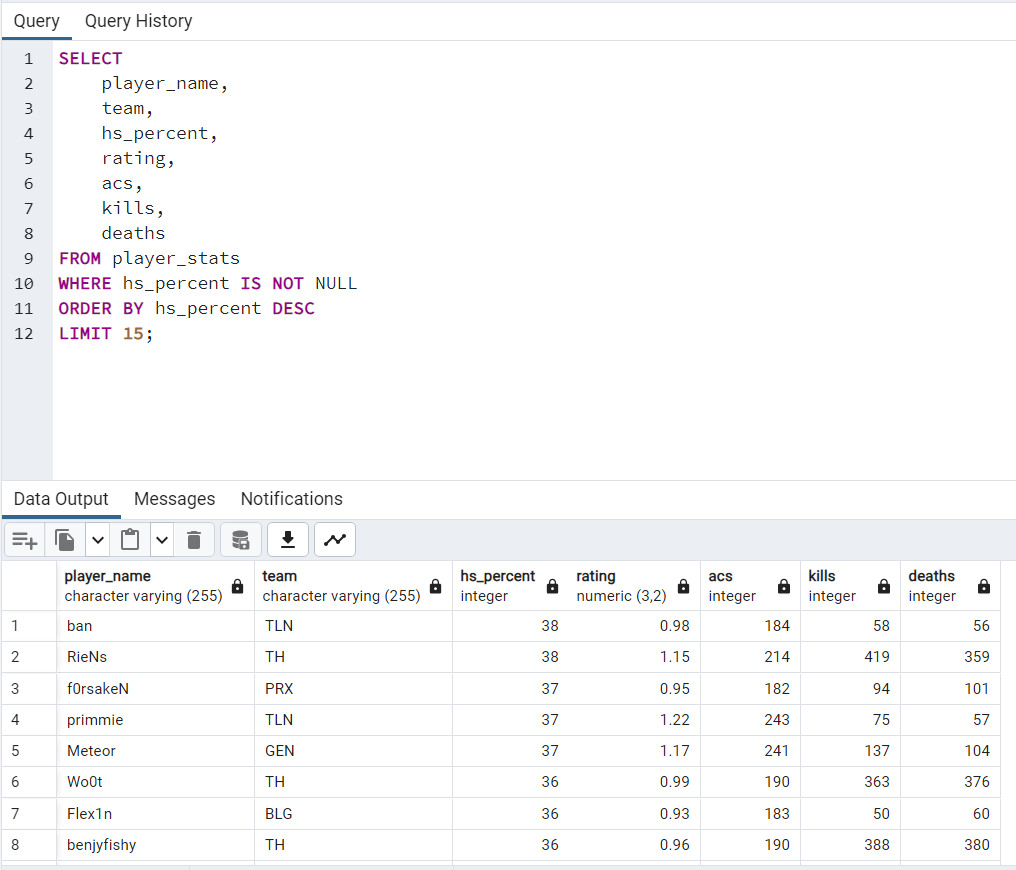 Query Query History
1 SELECT
2 player_name,
3 team,
4 hs_percent,
5 rating,
6 acs,
7 kills,
8 deaths
9 FROM player_stats
10 WHERE hs_percent IS NOT NULL
11 ORDER BY hs_percent DESC
12 LIMIT 15;
Data Output Messages Notifications
player_name team hs_percent rating acs kills deaths
character varying (255) character varying (255) integer numeric (3,2) integer integer integer
1 ban TLN 38 0.98 184 58 56
2 RieNs TH 38 1.15 214 419 359
3 f0rsakeN PRX 37 0.95 182 94 101
4 primmie TLN 37 1.22 243 75 57
5 Meteor GEN 37 1.17 241 137 104
6 Wo0t TH 36 0.99 190 363 376
7 Flex1n BLG 36 0.93 183 50 60
8 benjyfishy TH 36 0.96 190 388 380